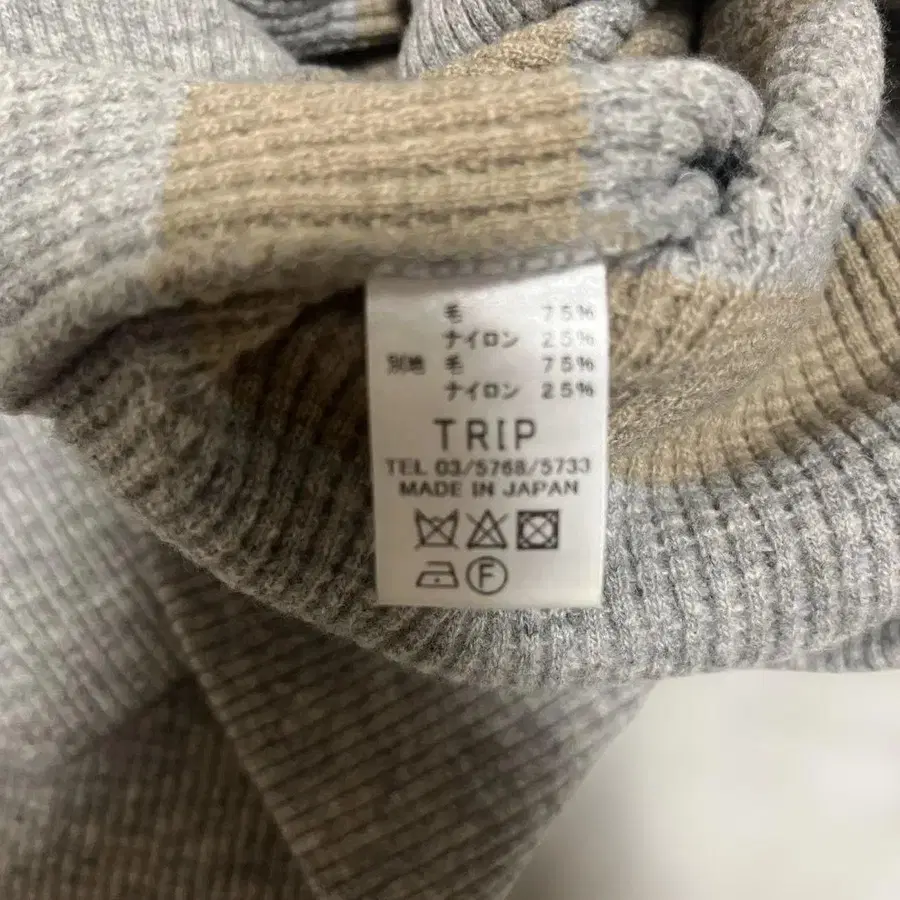 毛 75%
ナイロン 25%
別地 毛 75%
ナイロン 25%
TRIP
TEL 03/5768/5733
MADE IN JAPAN
F